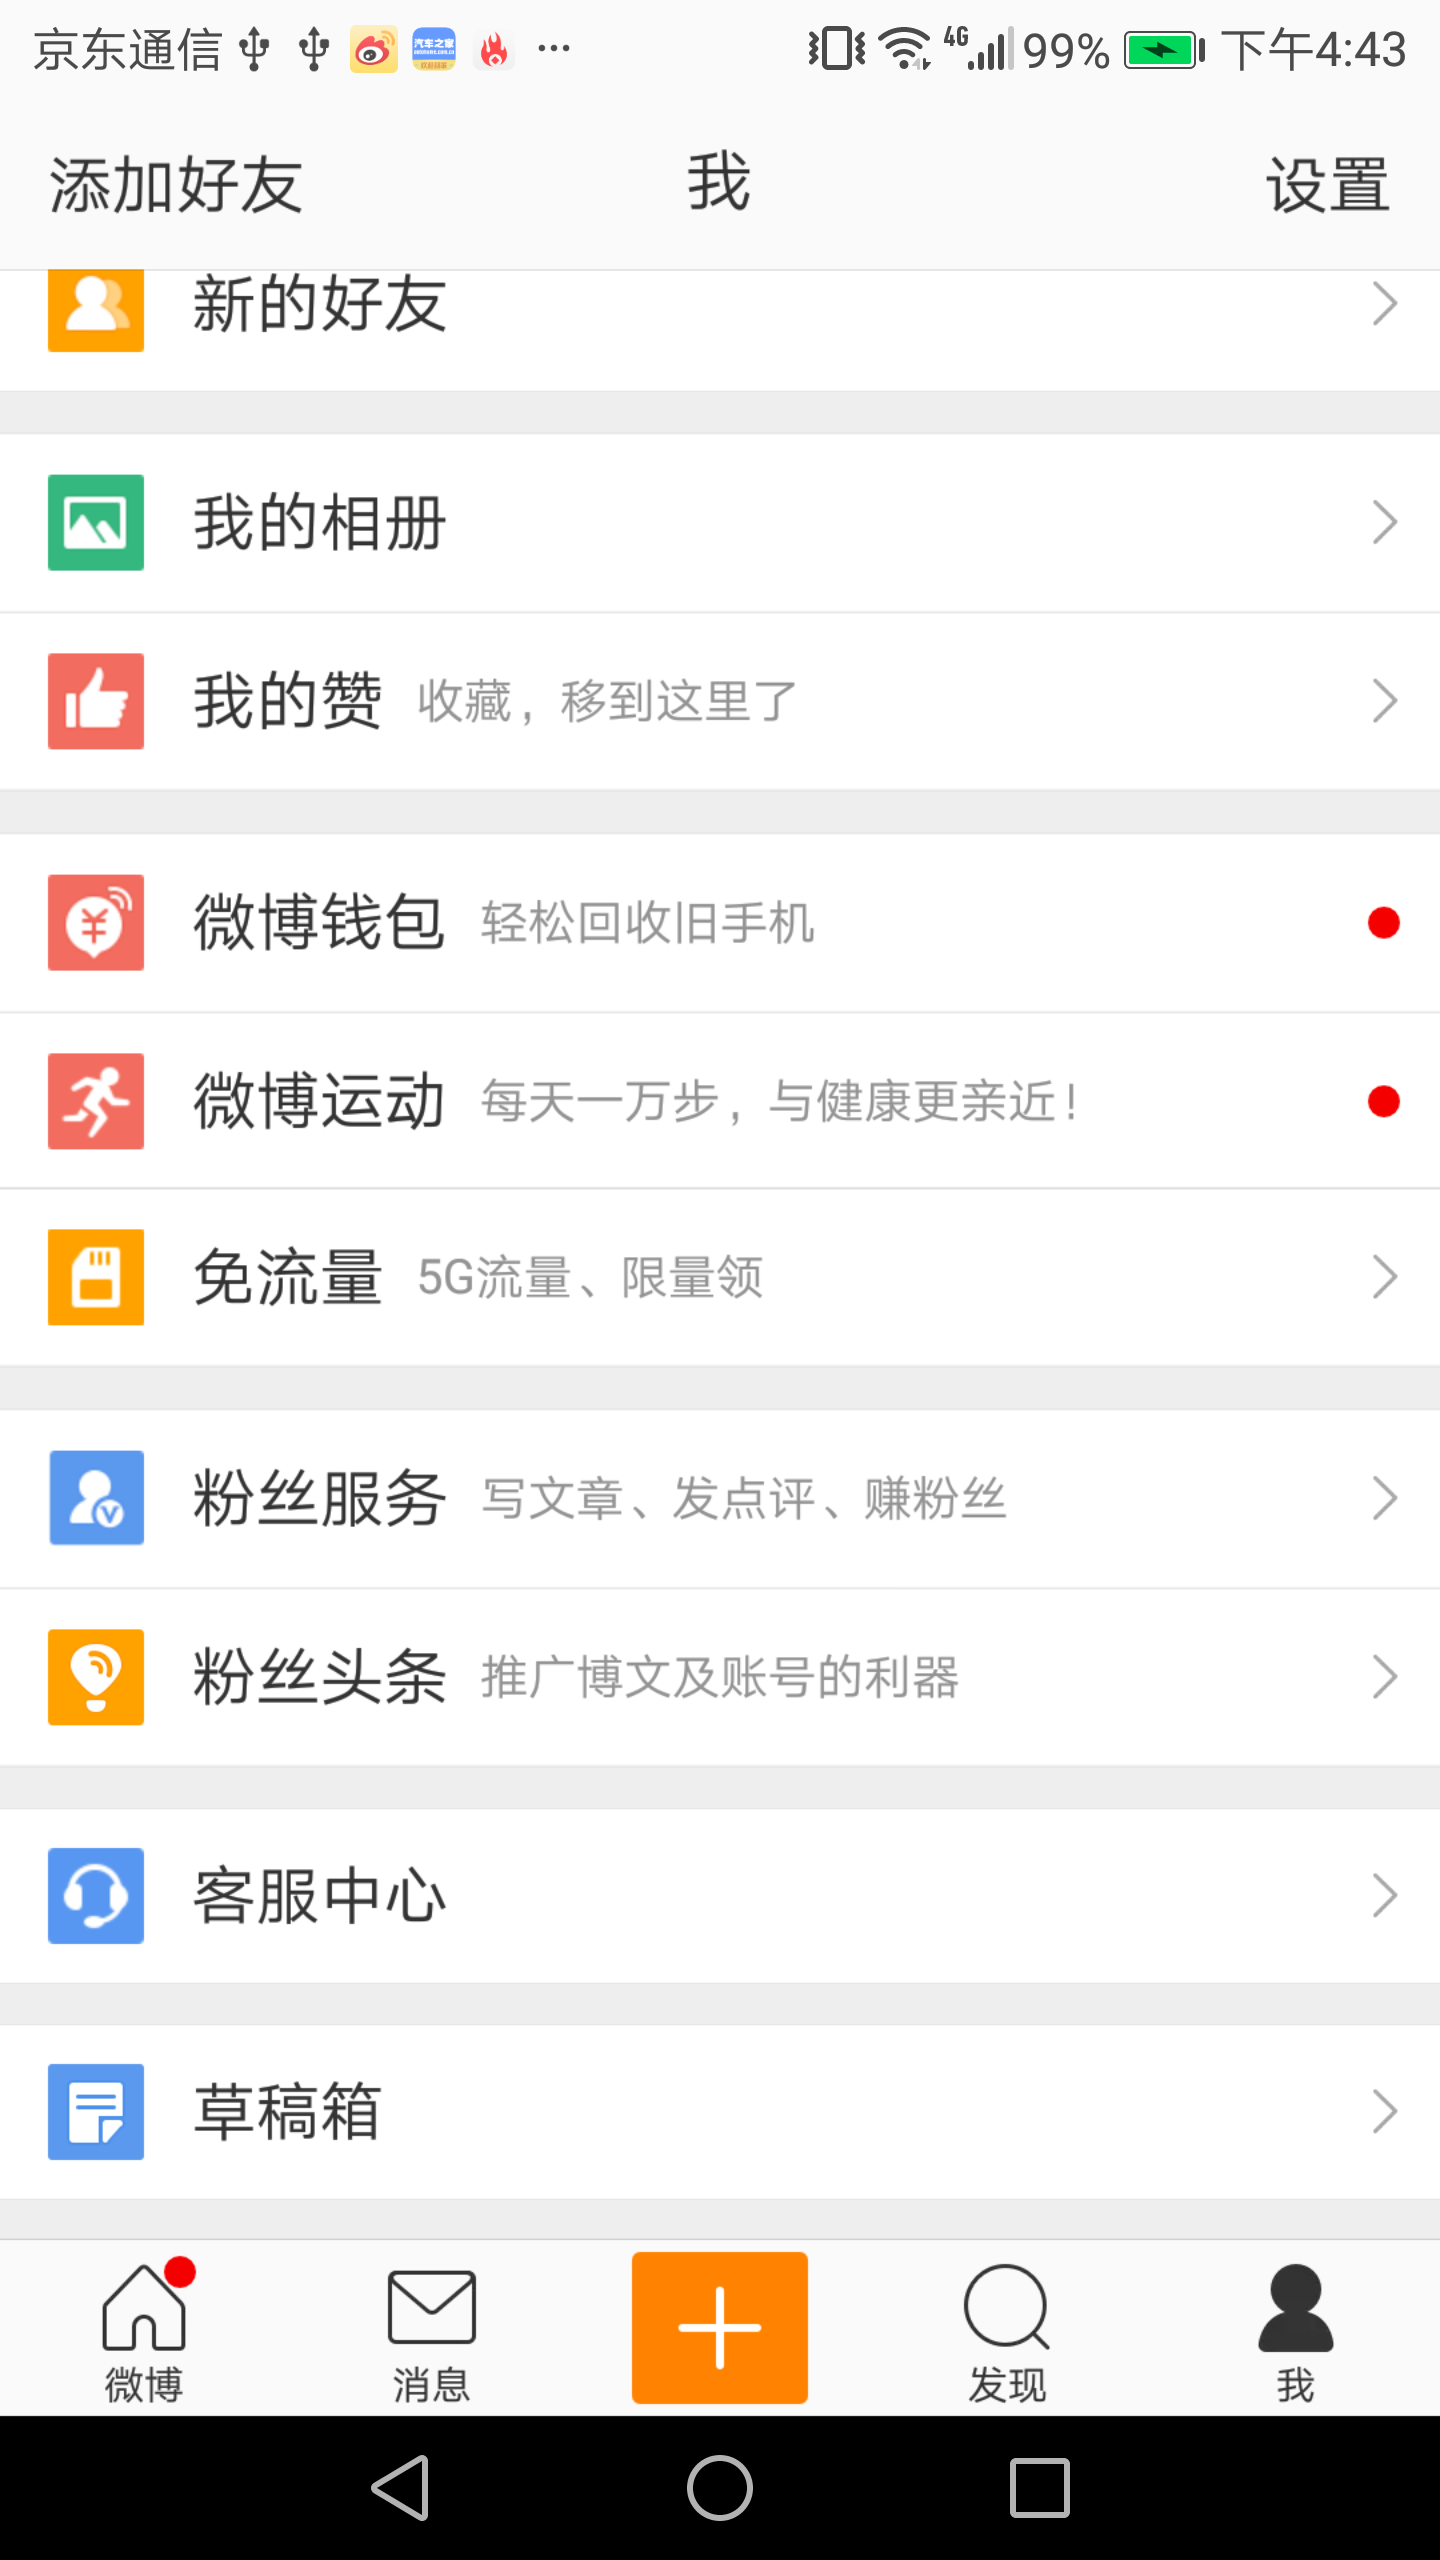 京东通信 4G 99% 下午4:43
添加好友 我 设置
新的好友
我的相册
我的赞 收藏，移到这里了
微博钱包 轻松回收旧手机
微博运动 每天一万步，与健康更亲近！
免流量 5G流量、限量领
粉丝服务 写文章、发点评、赚粉丝
粉丝头条 推广博文及账号的利器
客服中心
草稿箱
微博 消息 发现 我